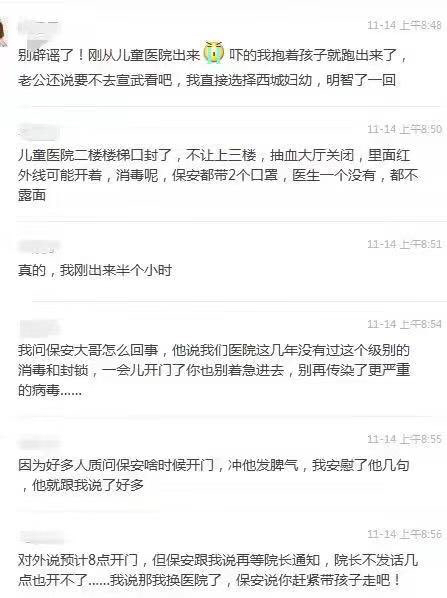 11-14 上午8:48
别辟谣了！刚从儿童医院出来 吓的我抱着孩子就跑出来了，
老公还说要不去宣武看吧，我直接选择西城妇幼，明智了一回
11-14 上午8:50
儿童医院二楼楼梯口封了，不让上三楼，抽血大厅关闭，里面红
外线可能开着，消毒呢，保安都带2个口罩，医生一个没有，都不
露面
11-14 上午8:51
真的，我刚出来半个小时
11-14 上午8:54
我问保安大哥怎么回事，他说我们医院这几年没有过这个级别的
消毒和封锁，一会儿开门了你也别着急进去，别再传染了更严重
的病毒......
11-14 上午8:55
因为好多人质问保安啥时候开门，冲他发脾气，我安慰了他几句
，他就跟我说了好多
11-14 上午8:56
对外说预计8点开门，但保安跟我说再等院长通知，院长不发话几
点也开不了......我说那我换医院了，保安说你赶紧带孩子走吧！